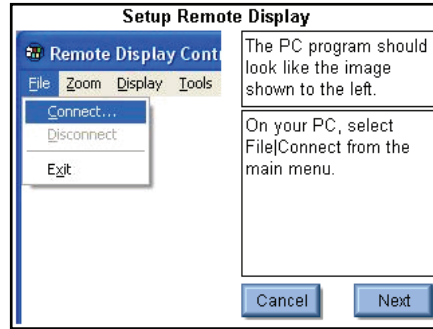 Setup Remote Display
Remote Display Contr
File Zoom Display Tools
Connect...
Disconnect
Exit
The PC program should
look like the image
shown to the left.
On your PC, select
File|Connect from the
main menu.
Cancel Next